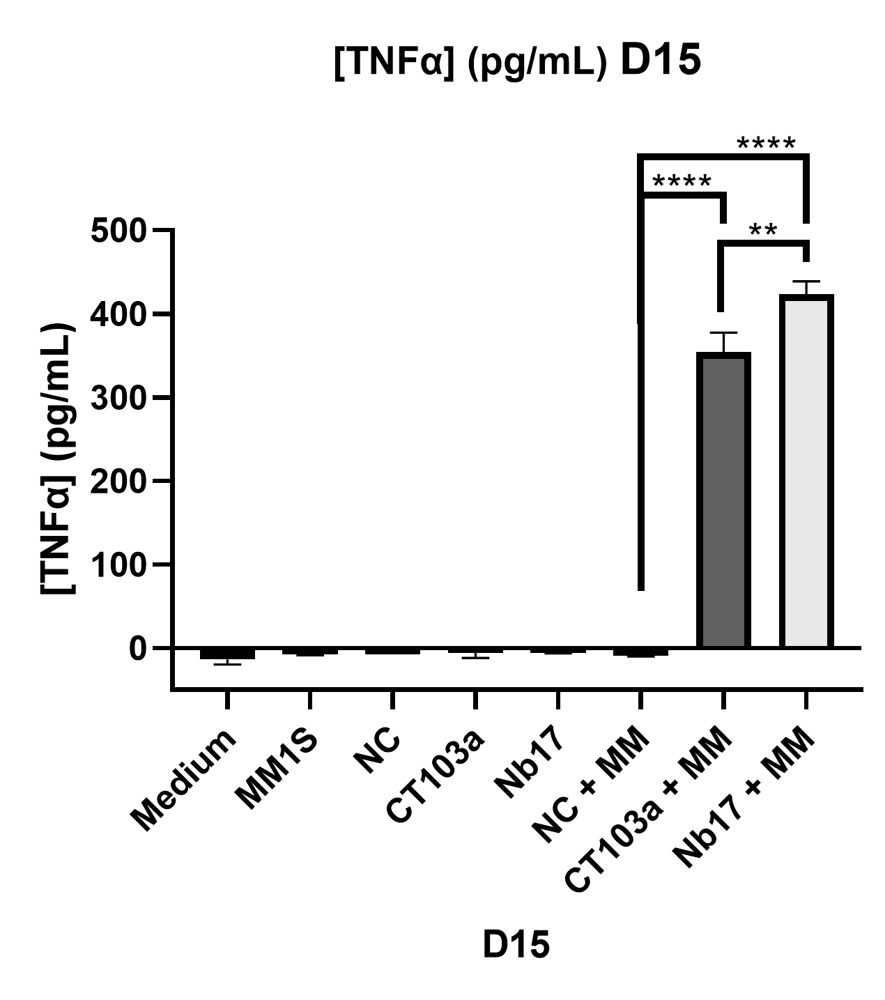 [TNFα] (pg/mL) D15
****
****
**
500
400
300
200
100
0
[TNFα] (pg/mL)
Medium
MM1S
NC
CT103a
Nb17
NC + MM
CT103a + MM
Nb17 + MM
D15